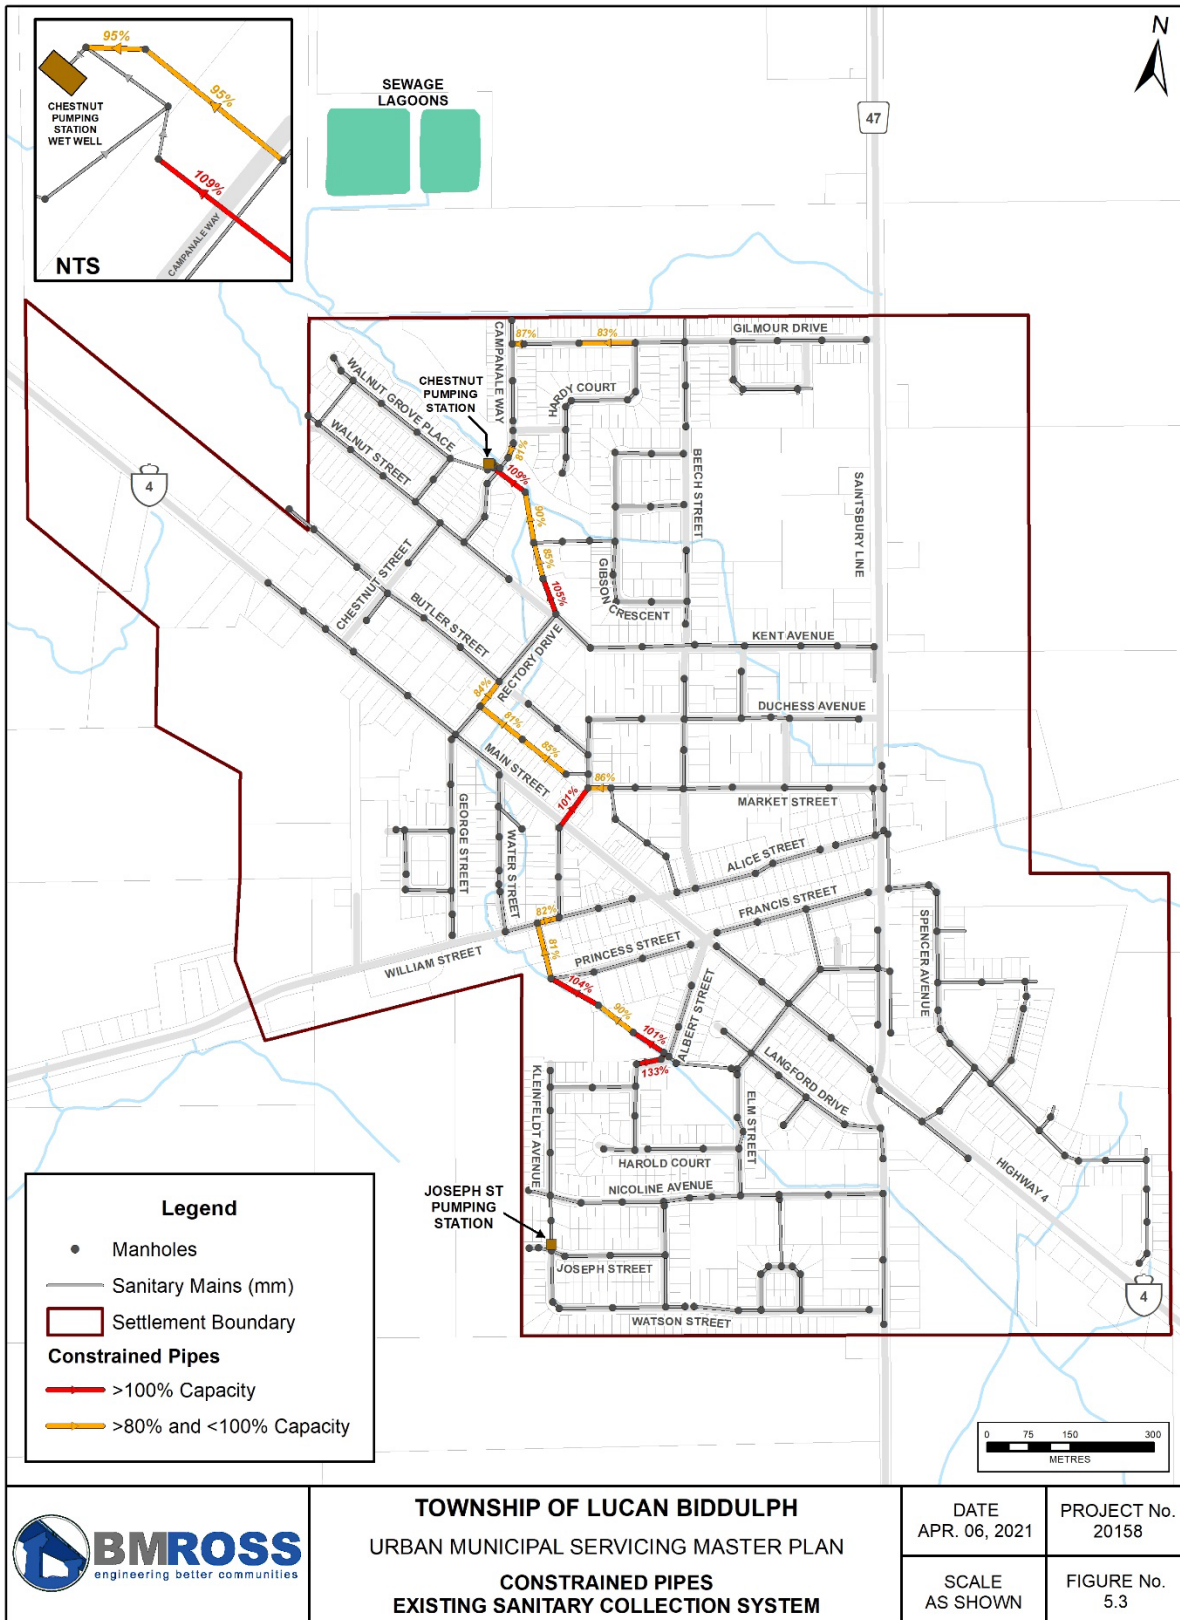 95%
95%
CHESTNUT
PUMPING
STATION
WET WELL
109%
CAMPANALE WAY
NTS
SEWAGE
LAGOONS
N
47
GILMOUR DRIVE
87%
83%
CAMPANALE WAY
HARDY COURT
WALNUT GROVE PLACE
CHESTNUT
PUMPING
STATION
81%
109%
WALNUT STREET
BEECH STREET
SAINTSBURY LINE
4
90%
85%
105%
GIBSON
CRESCENT
CHESTNUT STREET
BUTLER STREET
RECTORY DRIVE
KENT AVENUE
84%
81%
85%
DUCHESS AVENUE
MAIN STREET
86%
101%
MARKET STREET
GEORGE STREET
WATER STREET
ALICE STREET
FRANCIS STREET
82%
81%
PRINCESS STREET
WILLIAM STREET
SPENCER AVENUE
104%
90%
101%
133%
ALBERT STREET
LANGFORD DRIVE
KLEINFELDT AVENUE
ELM STREET
HAROLD COURT
NICOLINE AVENUE
HIGHWAY 4
JOSEPH ST
PUMPING
STATION
JOSEPH STREET
WATSON STREET
4
Legend
Manholes
Sanitary Mains (mm)
Settlement Boundary
Constrained Pipes
>100% Capacity
>80% and <100% Capacity
0 75 150 300
METRES
BMROSS
engineering better communities
TOWNSHIP OF LUCAN BIDDULPH
URBAN MUNICIPAL SERVICING MASTER PLAN
CONSTRAINED PIPES
EXISTING SANITARY COLLECTION SYSTEM
DATE
APR. 06, 2021
PROJECT No.
20158
SCALE
AS SHOWN
FIGURE No.
5.3